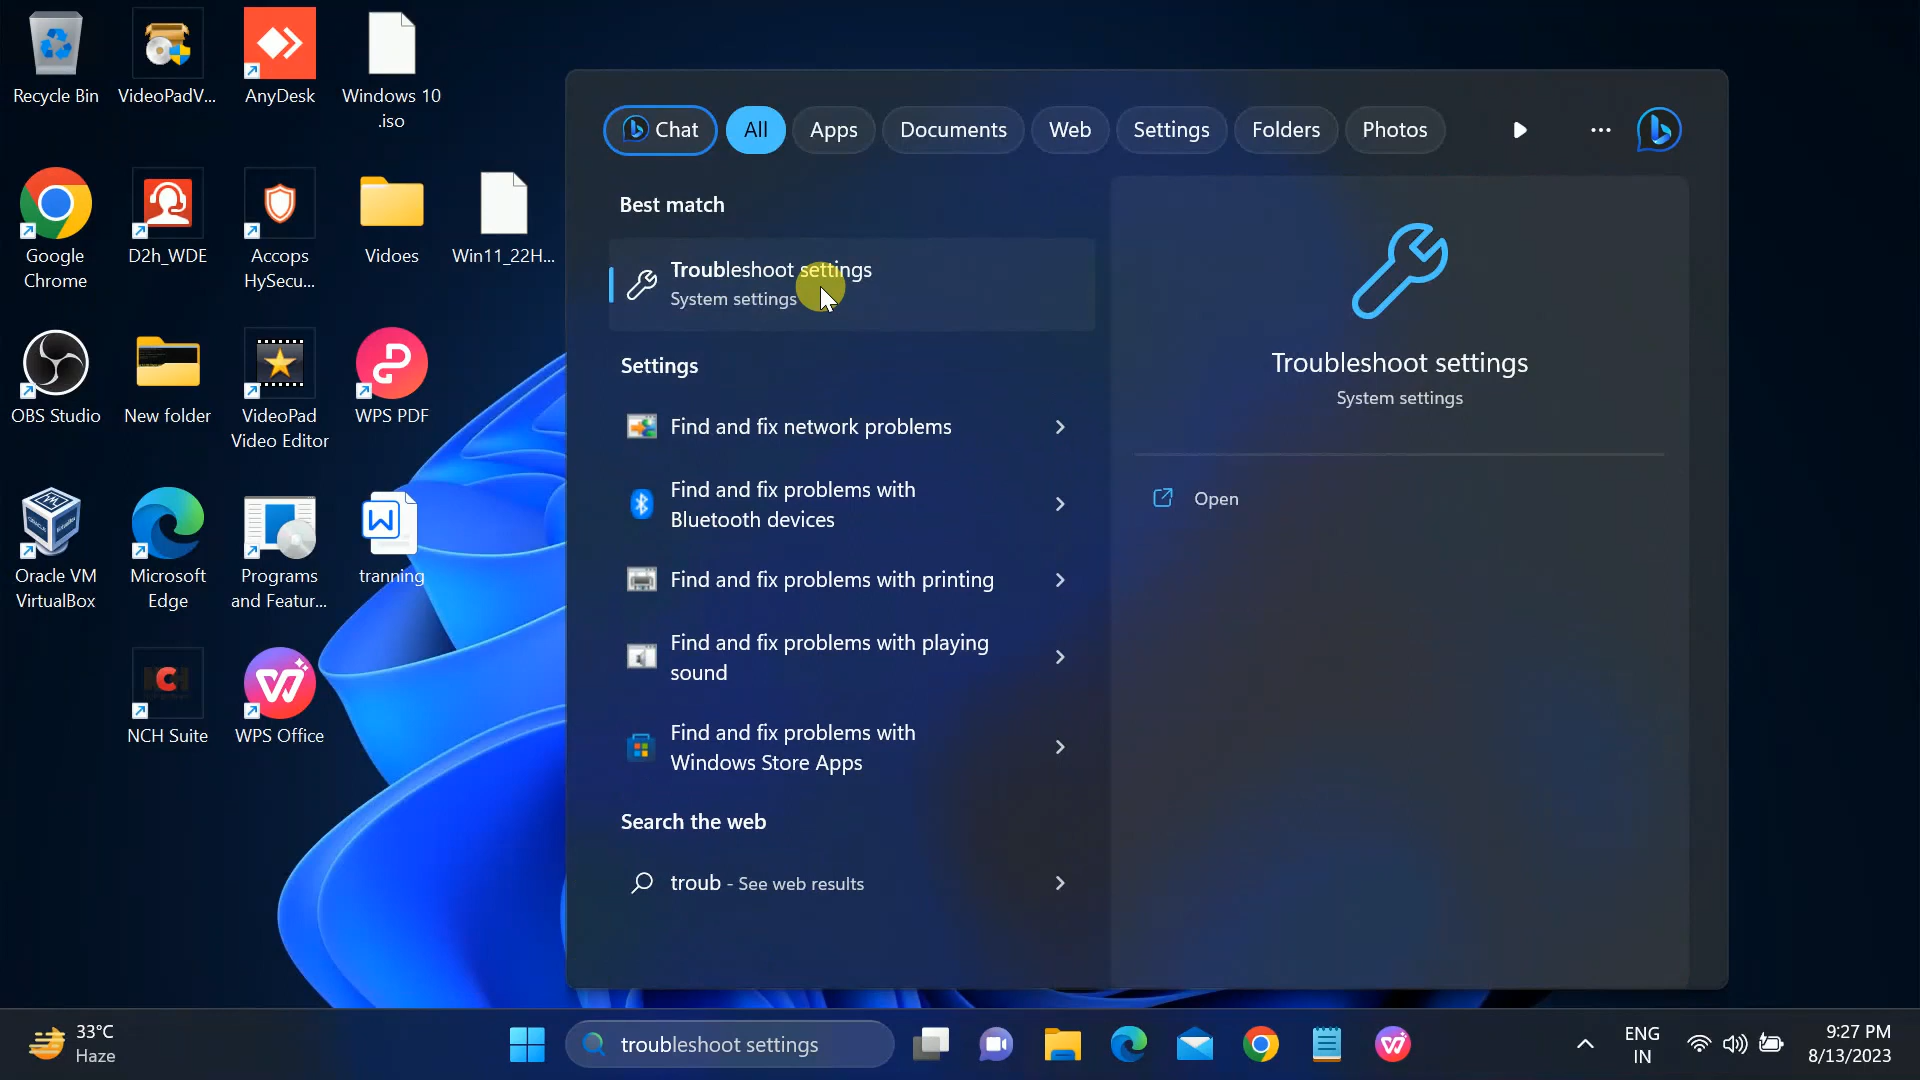 Recycle Bin
VideoPadV...
AnyDesk
Windows 10
.iso
Google
Chrome
D2h_WDE
Accops
HySecu...
Vidoes
Win11_22H...
OBS Studio
New folder
VideoPad
Video Editor
WPS PDF
Oracle VM
VirtualBox
Microsoft
Edge
Programs
and Featur...
tranning
NCH Suite
WPS Office
Chat
All
Apps
Documents
Web
Settings
Folders
Photos
Best match
Troubleshoot settings
System settings
Settings
Find and fix network problems
Find and fix problems with
Bluetooth devices
Find and fix problems with printing
Find and fix problems with playing
sound
Find and fix problems with
Windows Store Apps
Search the web
troub - See web results
Troubleshoot settings
System settings
Open
33°C
Haze
troubleshoot settings
ENG
IN
9:27 PM
8/13/2023